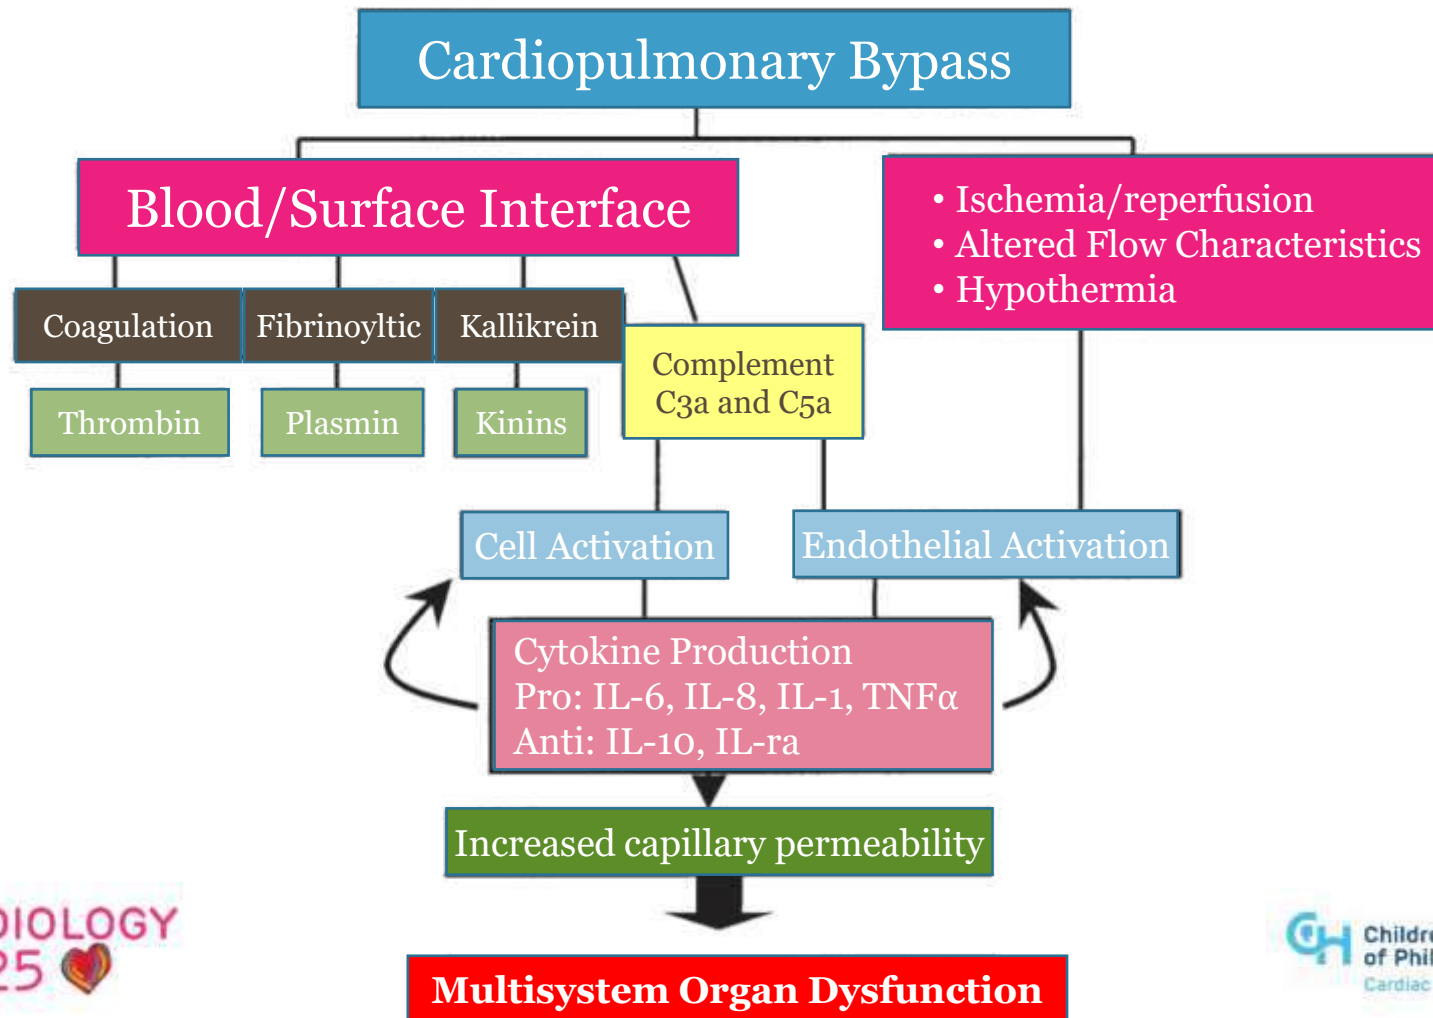 Cardiopulmonary Bypass
Blood/Surface Interface
• Ischemia/reperfusion
• Altered Flow Characteristics
• Hypothermia
Coagulation
Fibrinoyltic
Kallikrein
Complement
C3a and C5a
Thrombin
Plasmin
Kinins
Cell Activation
Endothelial Activation
Cytokine Production
Pro: IL-6, IL-8, IL-1, TNFα
Anti: IL-10, IL-ra
Increased capillary permeability
Multisystem Organ Dysfunction
DIOLOGY
25
CH
Childre
of Phil
Cardiac